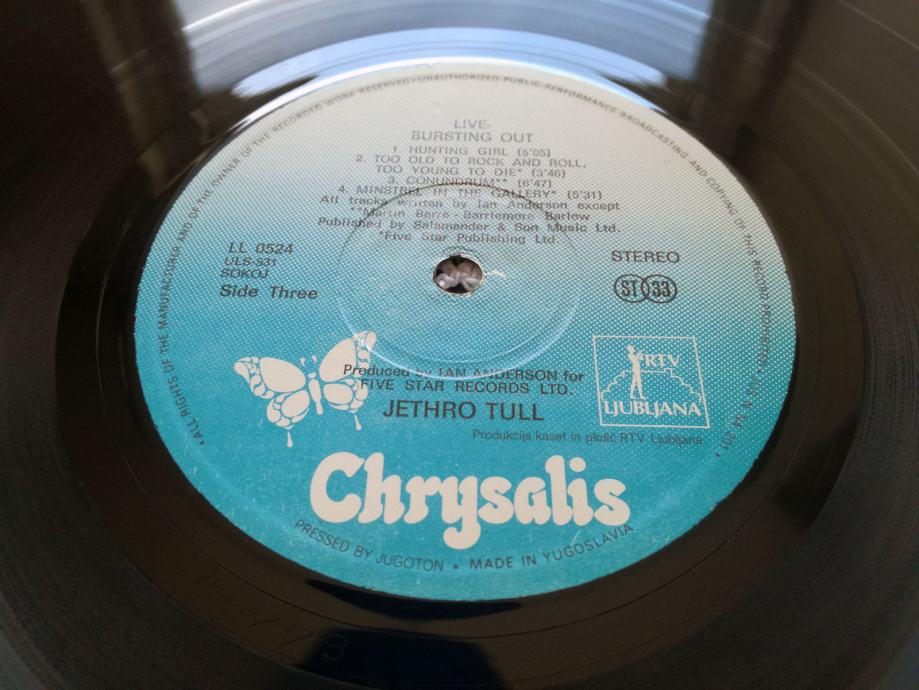 •ALL RIGHTS OF THE MANUFACTURER AND OF THE OWNER OF THE RECORDED WORK RESERVED•UNAUTHORIZED PUBLIC PERFORMANCE BROADCASTING AND COPYING OF THIS RECORD PROHIBITED•
LIVE-
BURSTING OUT
1. HUNTING GIRL (5'05)
2. TOO OLD TO ROCK AND ROLL,
TOO YOUNG TO DIE* (3'46)
3. CONUNDRUM** (6'47)
4. MINSTREL IN THE GALLERY* (5'31)
All tracks written by Ian Anderson except
**Martin Barre - Barriemore Barlow
Published by Salamander & Son Music Ltd.
*Five Star Publishing Ltd.
LL 0524
ULS-531
SOKOJ
Side Three
STEREO
ST 33
RTV
LJUBLJANA
Produced by IAN ANDERSON for
FIVE STAR RECORDS LTD.
JETHRO TULL
Produkcija kaset in plošč RTV Ljubljana
Chrysalis
PRESSED BY JUGOTON • MADE IN YUGOSLAVIA